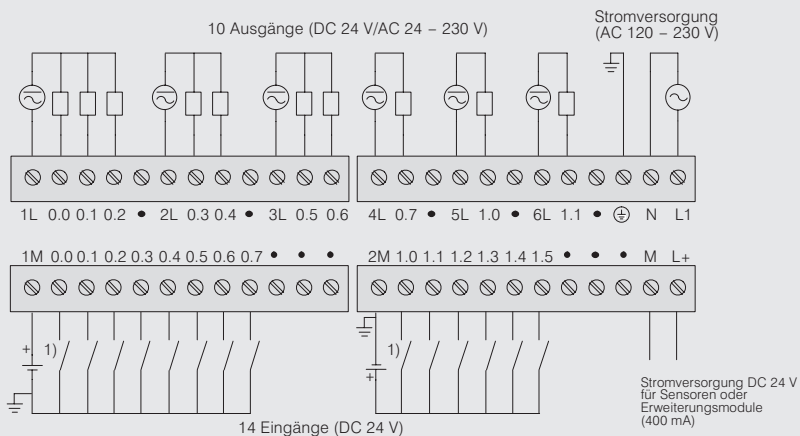 10 Ausgänge (DC 24 V/AC 24 – 230 V)
Stromversorgung
(AC 120 – 230 V)
1L 0.0 0.1 0.2 • 2L 0.3 0.4 • 3L 0.5 0.6
4L 0.7 • 5L 1.0 • 6L 1.1 • N L1
1M 0.0 0.1 0.2 0.3 0.4 0.5 0.6 0.7 • • •
2M 1.0 1.1 1.2 1.3 1.4 1.5 • • • M L+
+ 1)
1)
+
14 Eingänge (DC 24 V)
Stromversorgung DC 24 V
für Sensoren oder
Erweiterungsmodule
(400 mA)